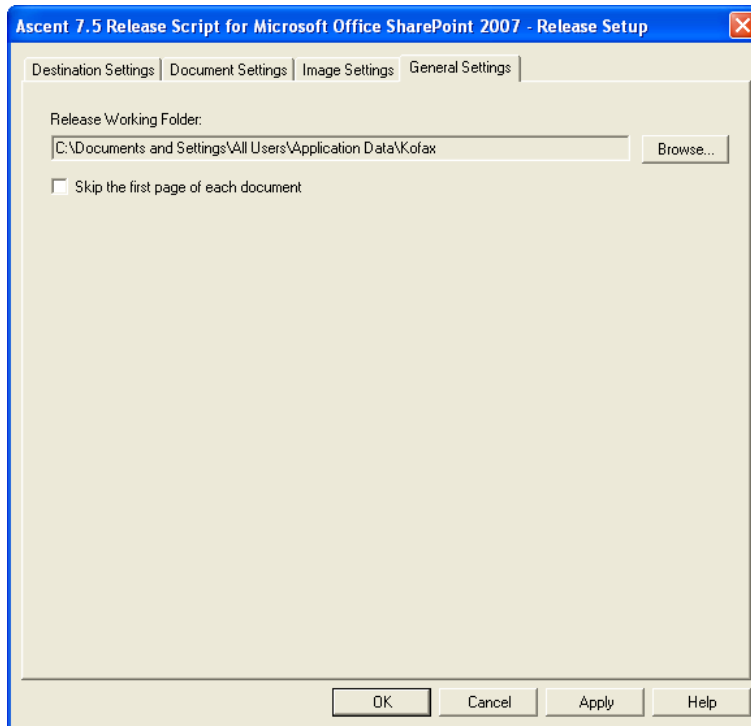 Ascent 7.5 Release Script for Microsoft Office SharePoint 2007 - Release Setup
Destination Settings Document Settings Image Settings General Settings
Release Working Folder:
C:\Documents and Settings\All Users\Application Data\Kofax Browse...
Skip the first page of each document
OK Cancel Apply Help